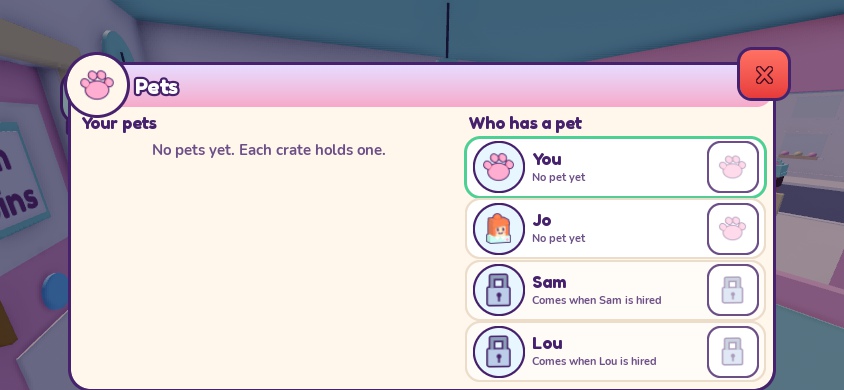 Pets
Your pets
No pets yet. Each crate holds one.
Who has a pet
You
No pet yet
Jo
No pet yet
Sam
Comes when Sam is hired
Lou
Comes when Lou is hired